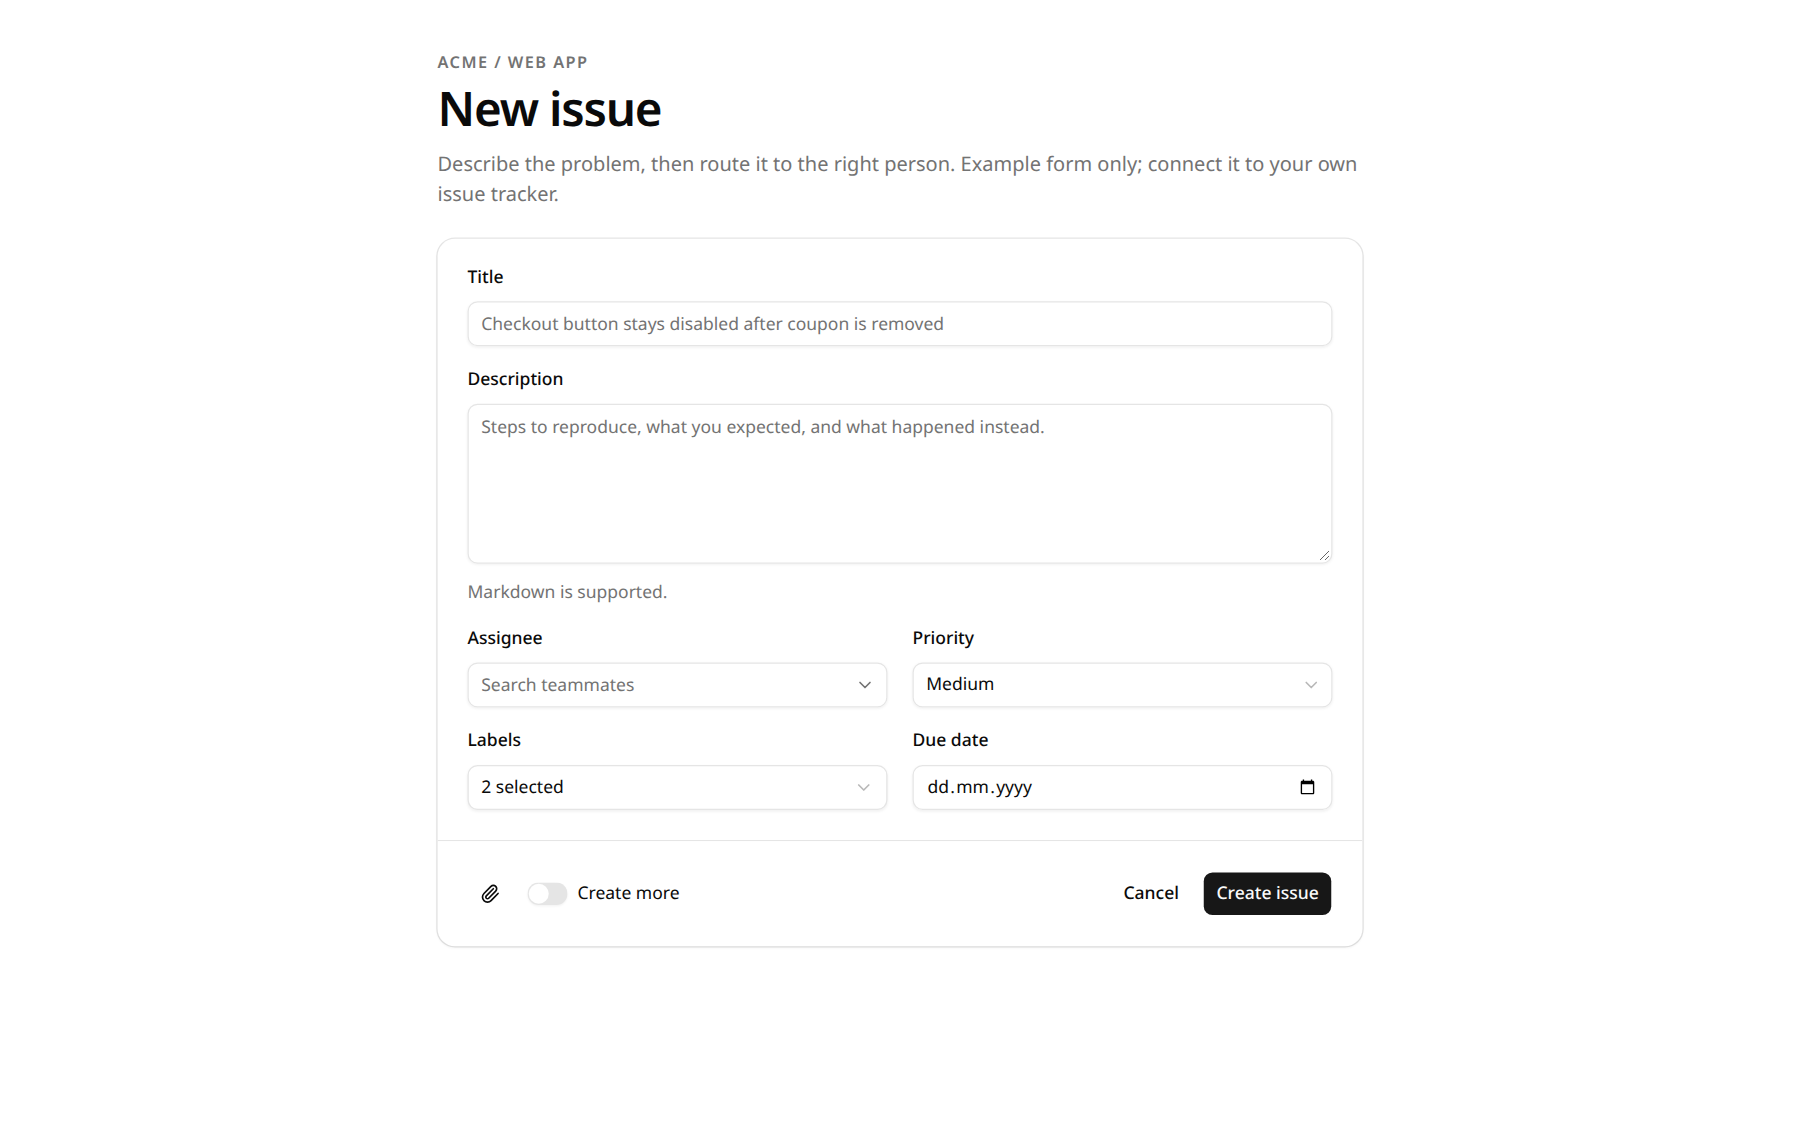 ACME / WEB APP
New issue
Describe the problem, then route it to the right person. Example form only; connect it to your own
issue tracker.
Title
Checkout button stays disabled after coupon is removed
Description
Steps to reproduce, what you expected, and what happened instead.
Markdown is supported.
Assignee
Search teammates
Priority
Medium
Labels
2 selected
Due date
dd.mm.yyyy
Create more
Cancel
Create issue